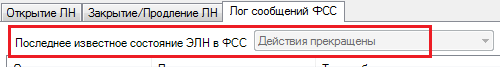 Открытие ЛН Закрытие/Продление ЛН Лог сообщений ФСС
Последнее известное состояние ЭЛН в ФСС Действия прекращены